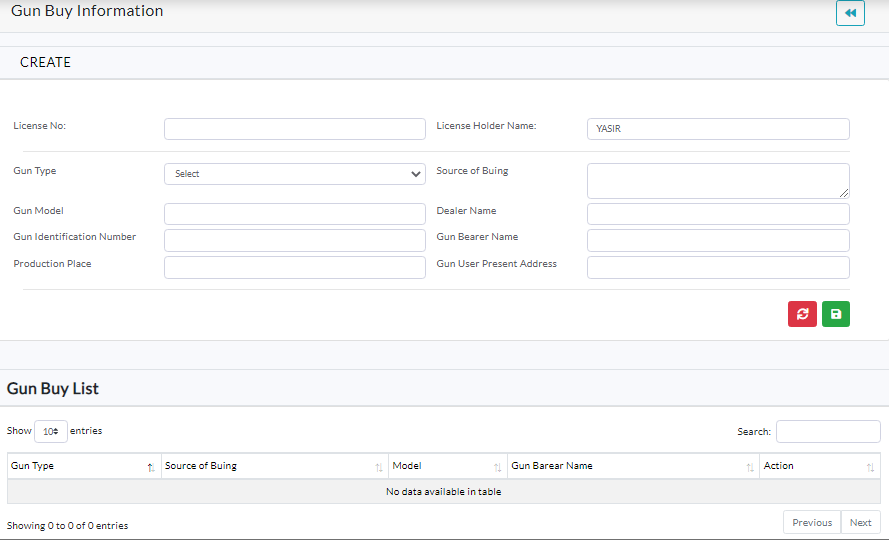 Gun Buy Information
CREATE
License No:
License Holder Name: YASIR
Gun Type Select Source of Buing
Gun Model Dealer Name
Gun Identification Number Gun Bearer Name
Production Place Gun User Present Address
Gun Buy List
Show 10 entries Search:
Gun Type Source of Buing Model Gun Barear Name Action
No data available in table
Showing 0 to 0 of 0 entries Previous Next